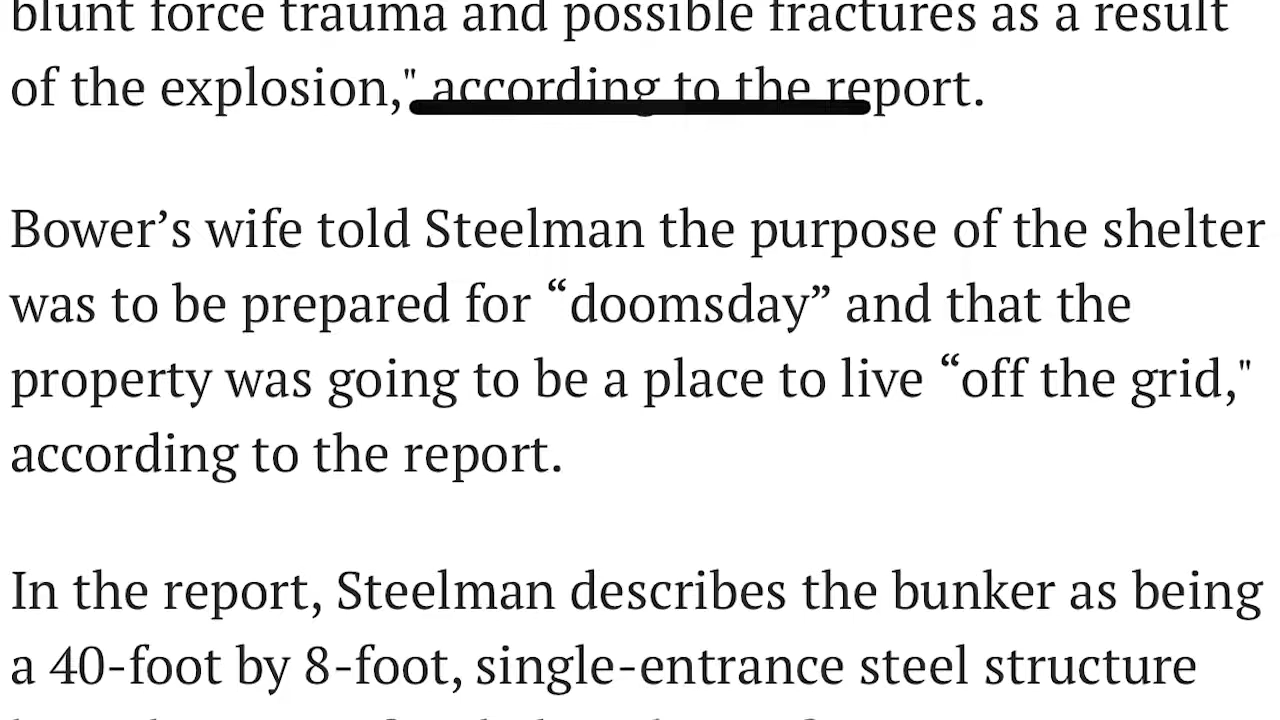 blunt force trauma and possible fractures as a result
of the explosion," according to the report.
Bower’s wife told Steelman the purpose of the shelter
was to be prepared for “doomsday” and that the
property was going to be a place to live “off the grid,"
according to the report.
In the report, Steelman describes the bunker as being
a 40-foot by 8-foot, single-entrance steel structure